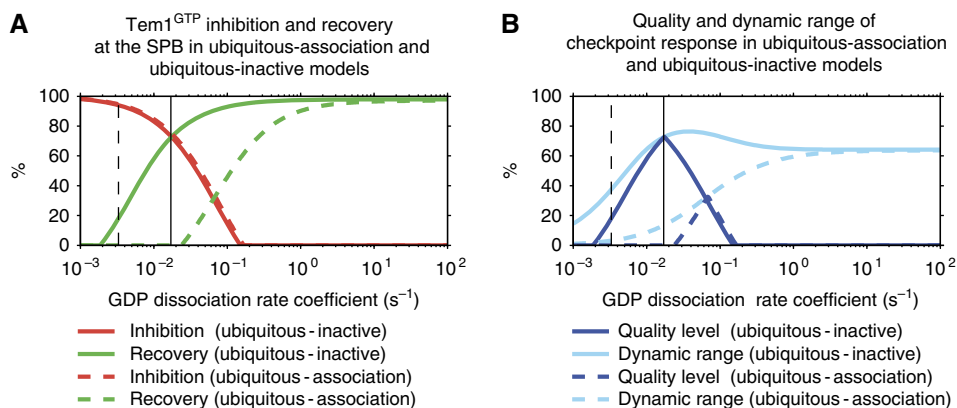 A
Tem1^GTP inhibition and recovery
at the SPB in ubiquitous-association and
ubiquitous-inactive models
100
80
60
40
20
0
%
10^−3
10^−2
10^−1
10^0
10^1
10^2
GDP dissociation rate coefficient (s^−1)
Inhibition (ubiquitous-inactive)
Recovery (ubiquitous-inactive)
Inhibition (ubiquitous-association)
Recovery (ubiquitous-association)
B
Quality and dynamic range of
checkpoint response in ubiquitous-association
and ubiquitous-inactive models
100
80
60
40
20
0
%
10^−3
10^−2
10^−1
10^0
10^1
10^2
GDP dissociation rate coefficient (s^−1)
Quality level (ubiquitous-inactive)
Dynamic range (ubiquitous-inactive)
Quality level (ubiquitous-association)
Dynamic range (ubiquitous-association)